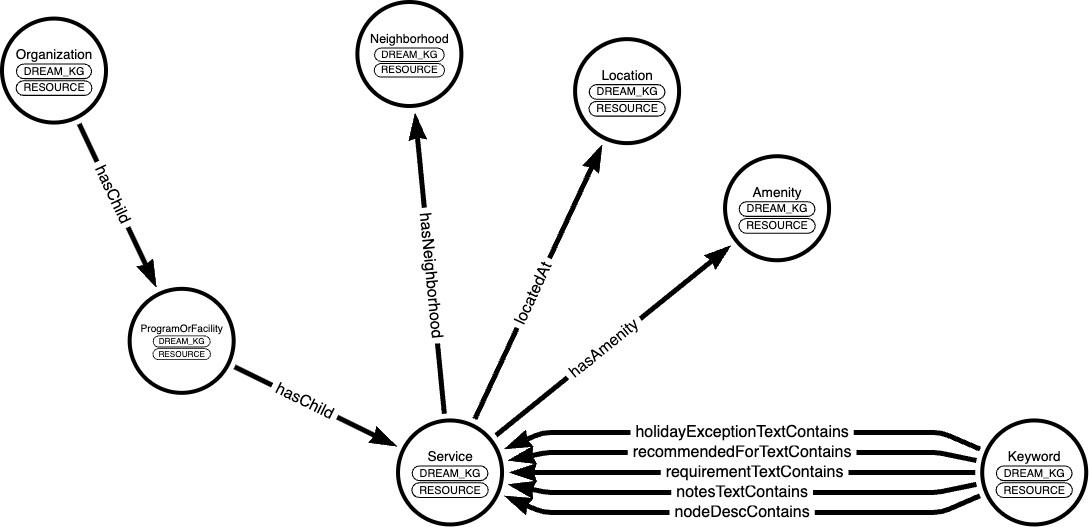 Organization
DREAM_KG
RESOURCE
Neighborhood
DREAM_KG
RESOURCE
Location
DREAM_KG
RESOURCE
Amenity
DREAM_KG
RESOURCE
hasChild
hasNeighborhood
locatedAt
hasAmenity
ProgramOrFacility
DREAM_KG
RESOURCE
hasChild
Service
DREAM_KG
RESOURCE
holidayExceptionTextContains
recommendedForTextContains
requirementTextContains
notesTextContains
nodeDescContains
Keyword
DREAM_KG
RESOURCE